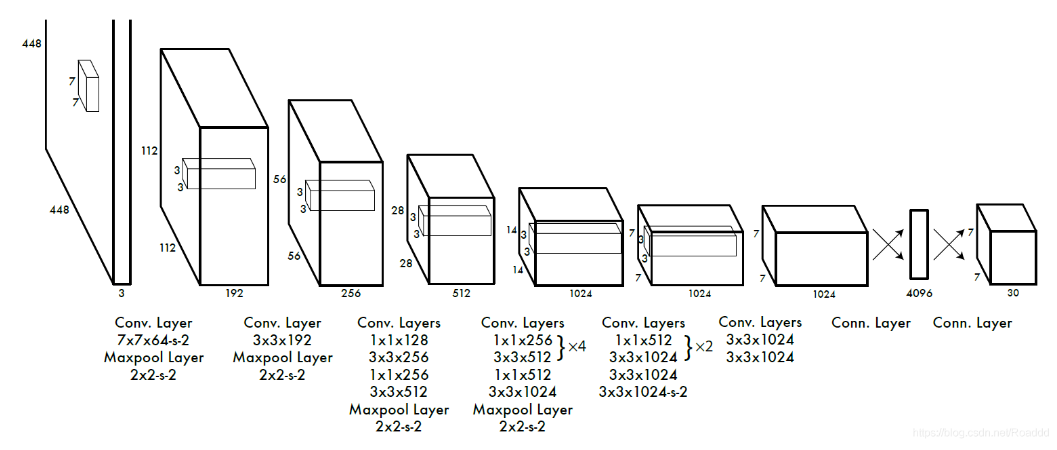 448
7
7
448
3
112
3
3
112
192
56
3
3
56
256
28
3
3
28
512
14
3
3
14
1024
7
3
3
7
1024
7
7
1024
4096
7
7
30
Conv. Layer
7x7x64-s-2
Maxpool Layer
2x2-s-2
Conv. Layer
3x3x192
Maxpool Layer
2x2-s-2
Conv. Layers
1x1x128
3x3x256
1x1x256
3x3x512
Maxpool Layer
2x2-s-2
Conv. Layers
1x1x256
3x3x512
}×4
1x1x512
3x3x1024
Maxpool Layer
2x2-s-2
Conv. Layers
1x1x512
3x3x1024
}×2
3x3x1024
3x3x1024-s-2
Conv. Layers
3x3x1024
3x3x1024
Conn. Layer
Conn. Layer
https://blog.csdn.net/Roaddd